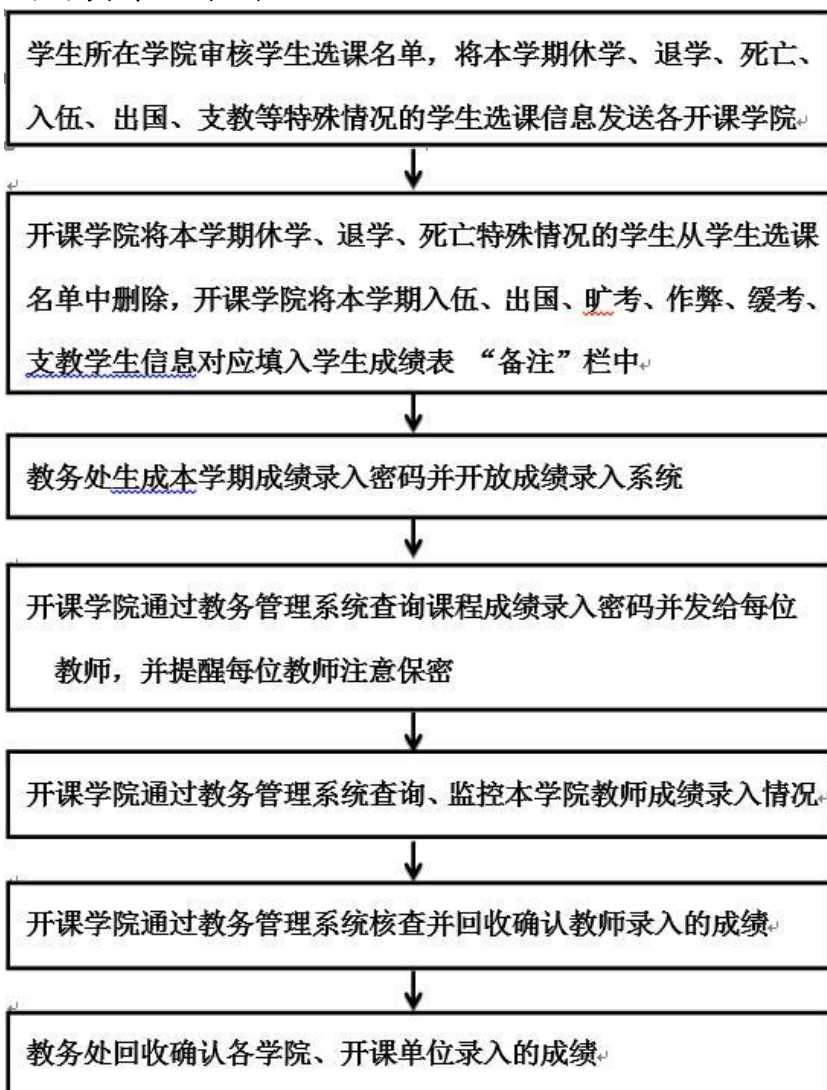 学生所在学院审核学生选课名单，将本学期休学、退学、死亡、
入伍、出国、支教等特殊情况的学生选课信息发送各开课学院
开课学院将本学期休学、退学、死亡特殊情况的学生从学生选课
名单中删除，开课学院将本学期入伍、出国、旷考、作弊、缓考、
支教学生信息对应填入学生成绩表 “备注”栏中
教务处生成本学期成绩录入密码并开放成绩录入系统
开课学院通过教务管理系统查询课程成绩录入密码并发给每位
教师，并提醒每位教师注意保密
开课学院通过教务管理系统查询、监控本学院教师成绩录入情况
开课学院通过教务管理系统核查并回收确认教师录入的成绩
教务处回收确认各学院、开课单位录入的成绩